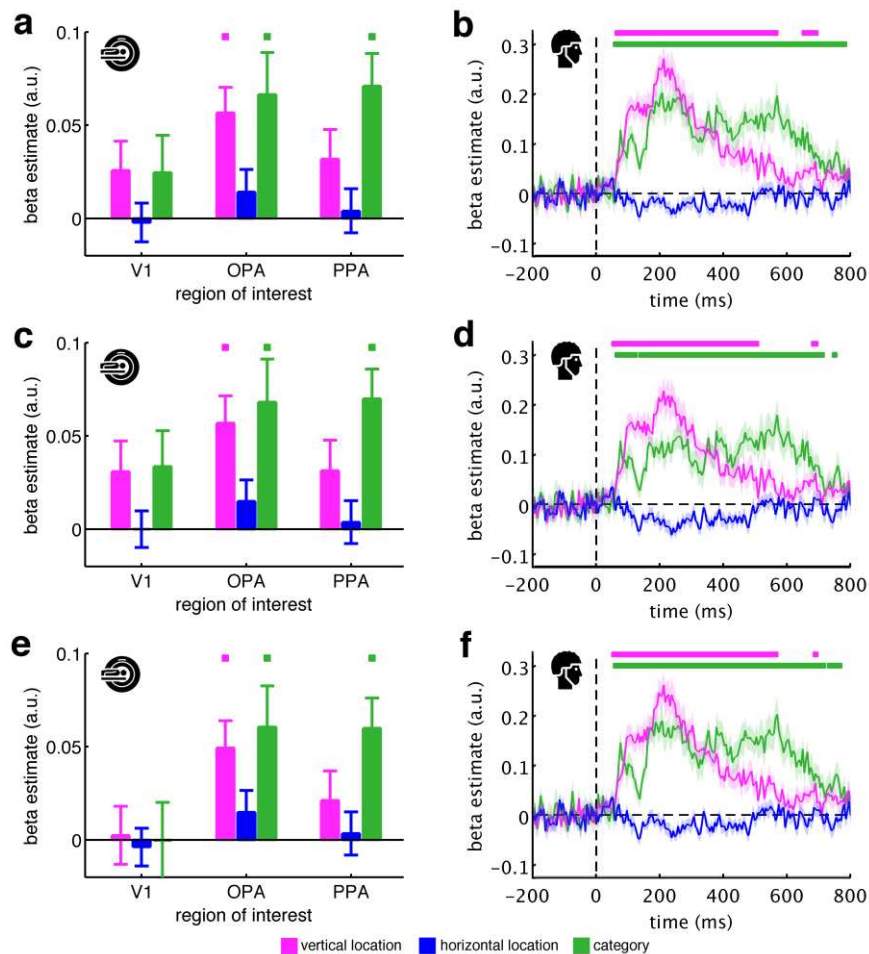 a
0.1
0.05
0
beta estimate (a.u.)
V1 OPA PPA
region of interest
b
0.3
0.2
0.1
0
-0.1
beta estimate (a.u.)
-200 0 200 400 600 800
time (ms)
c
0.1
0.05
0
beta estimate (a.u.)
V1 OPA PPA
region of interest
d
0.3
0.2
0.1
0
-0.1
beta estimate (a.u.)
-200 0 200 400 600 800
time (ms)
e
0.1
0.05
0
beta estimate (a.u.)
V1 OPA PPA
region of interest
f
0.3
0.2
0.1
0
-0.1
beta estimate (a.u.)
-200 0 200 400 600 800
time (ms)
vertical location horizontal location category